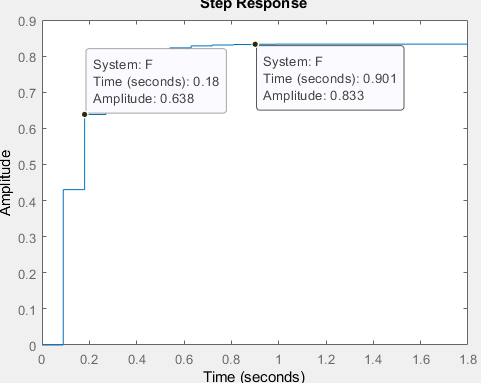 Step Response
0.9
0.8
0.7
0.6
0.5
0.4
0.3
0.2
0.1
0
Amplitude
System: F
Time (seconds): 0.18
Amplitude: 0.638
System: F
Time (seconds): 0.901
Amplitude: 0.833
0 0.2 0.4 0.6 0.8 1 1.2 1.4 1.6 1.8
Time (seconds)